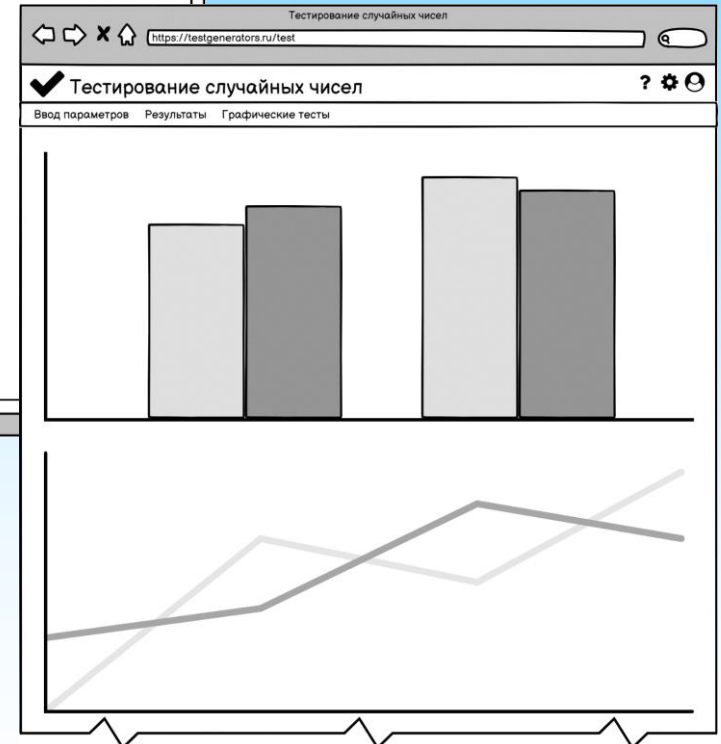 Тестирование случайных чисел
https://testgenerators.ru/test
Тестирование случайных чисел ?
Ввод параметров Результаты Графические тесты